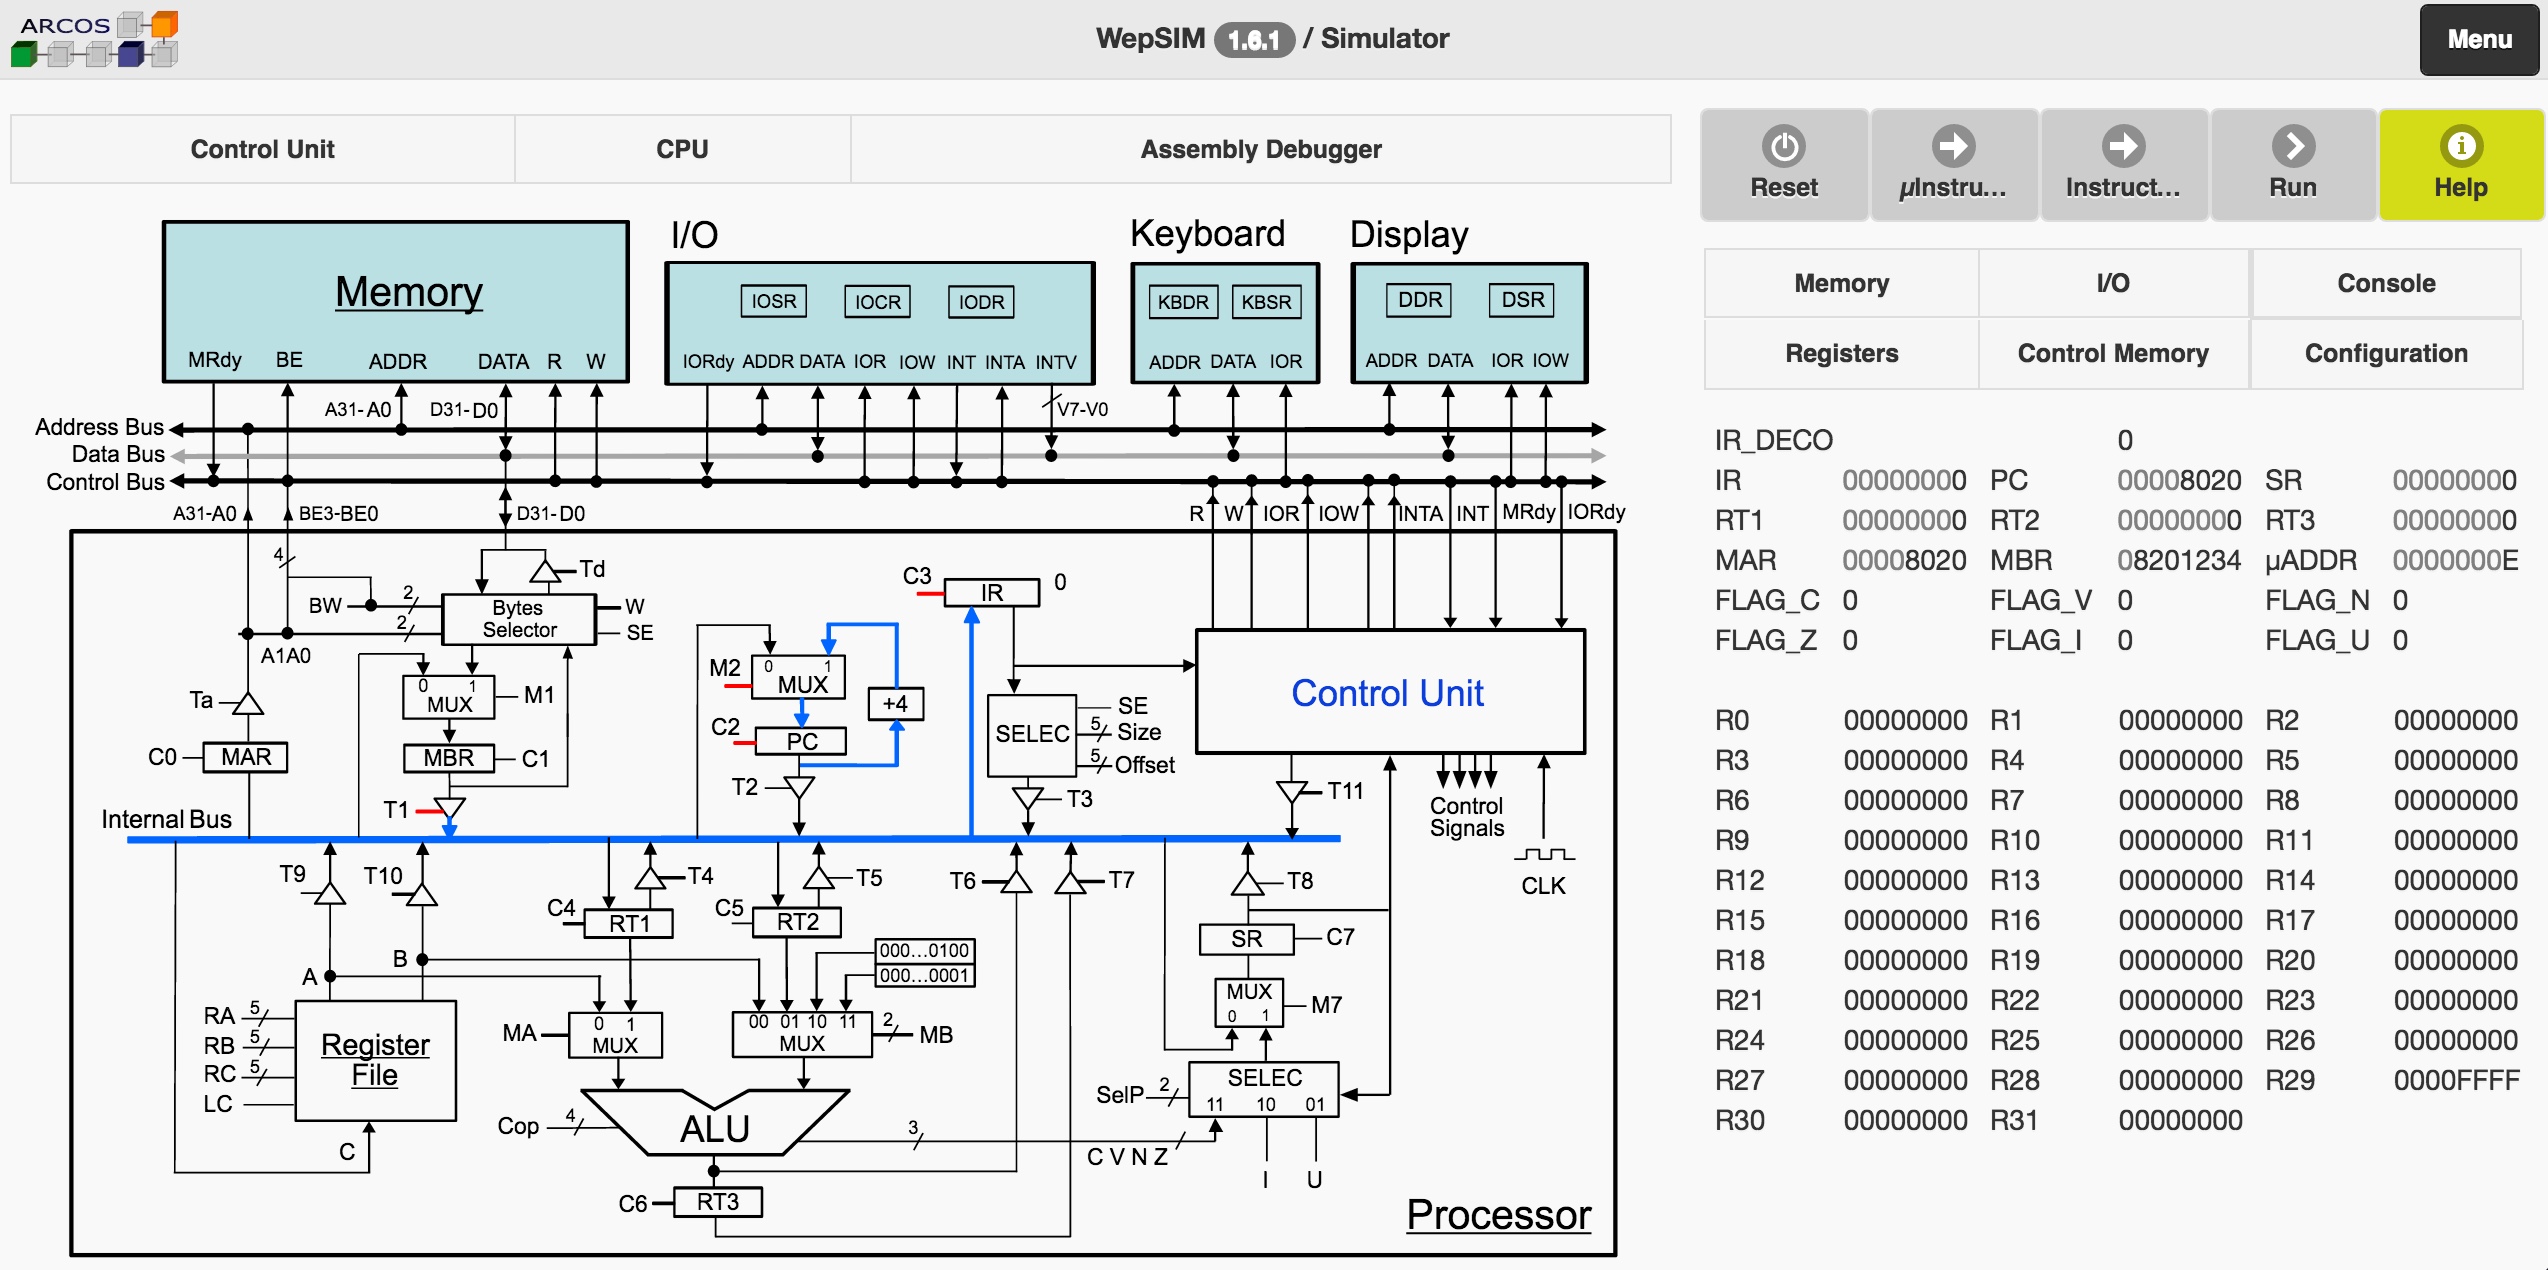 ARCOS
WepSIM 1.6.1 / Simulator
Menu
Control Unit CPU Assembly Debugger
Reset µInstru... Instruct... Run Help
Memory I/O Console
Registers Control Memory Configuration
Memory
MRdy BE ADDR DATA R W
I/O
IOSR IOCR IODR
IORdy ADDR DATA IOR IOW INT INTA INTV
Keyboard
KBDR KBSR
ADDR DATA IOR
Display
DDR DSR
ADDR DATA IOR IOW
A31-A0 D31-D0 V7-V0
Address Bus
Data Bus
Control Bus
A31-A0 BE3-BE0 D31-D0
R W IOR IOW INTA INT MRdy IORdy
4
Td
BW 2 Bytes Selector W
2 SE
A1A0
Ta
0 1
MUX M1
C0 MAR
MBR C1
T1
Internal Bus
M2 0 1
MUX
+4
C2 PC
T2
C3 IR 0
SELEC SE
5 Size
5 Offset
T3
Control Unit
T11
Control
Signals
CLK
T9 T10 T4 T5 T6 T7 T8
C4 RT1 C5 RT2
000...0100
000...0001
SR C7
A B
RA 5
RB 5
RC 5
LC
Register
File
C
MA 0 1
MUX
00 01 10 11
MUX 2 MB
MUX M7
0 1
Cop 4 ALU 3
C V N Z
SelP 2 SELEC
11 10 01
I U
C6 RT3
Processor
IR_DECO 0
IR 00000000 PC 00008020 SR 00000000
RT1 00000000 RT2 00000000 RT3 00000000
MAR 00008020 MBR 08201234 µADDR 0000000E
FLAG_C 0 FLAG_V 0 FLAG_N 0
FLAG_Z 0 FLAG_I 0 FLAG_U 0
R0 00000000 R1 00000000 R2 00000000
R3 00000000 R4 00000000 R5 00000000
R6 00000000 R7 00000000 R8 00000000
R9 00000000 R10 00000000 R11 00000000
R12 00000000 R13 00000000 R14 00000000
R15 00000000 R16 00000000 R17 00000000
R18 00000000 R19 00000000 R20 00000000
R21 00000000 R22 00000000 R23 00000000
R24 00000000 R25 00000000 R26 00000000
R27 00000000 R28 00000000 R29 0000FFFF
R30 00000000 R31 00000000